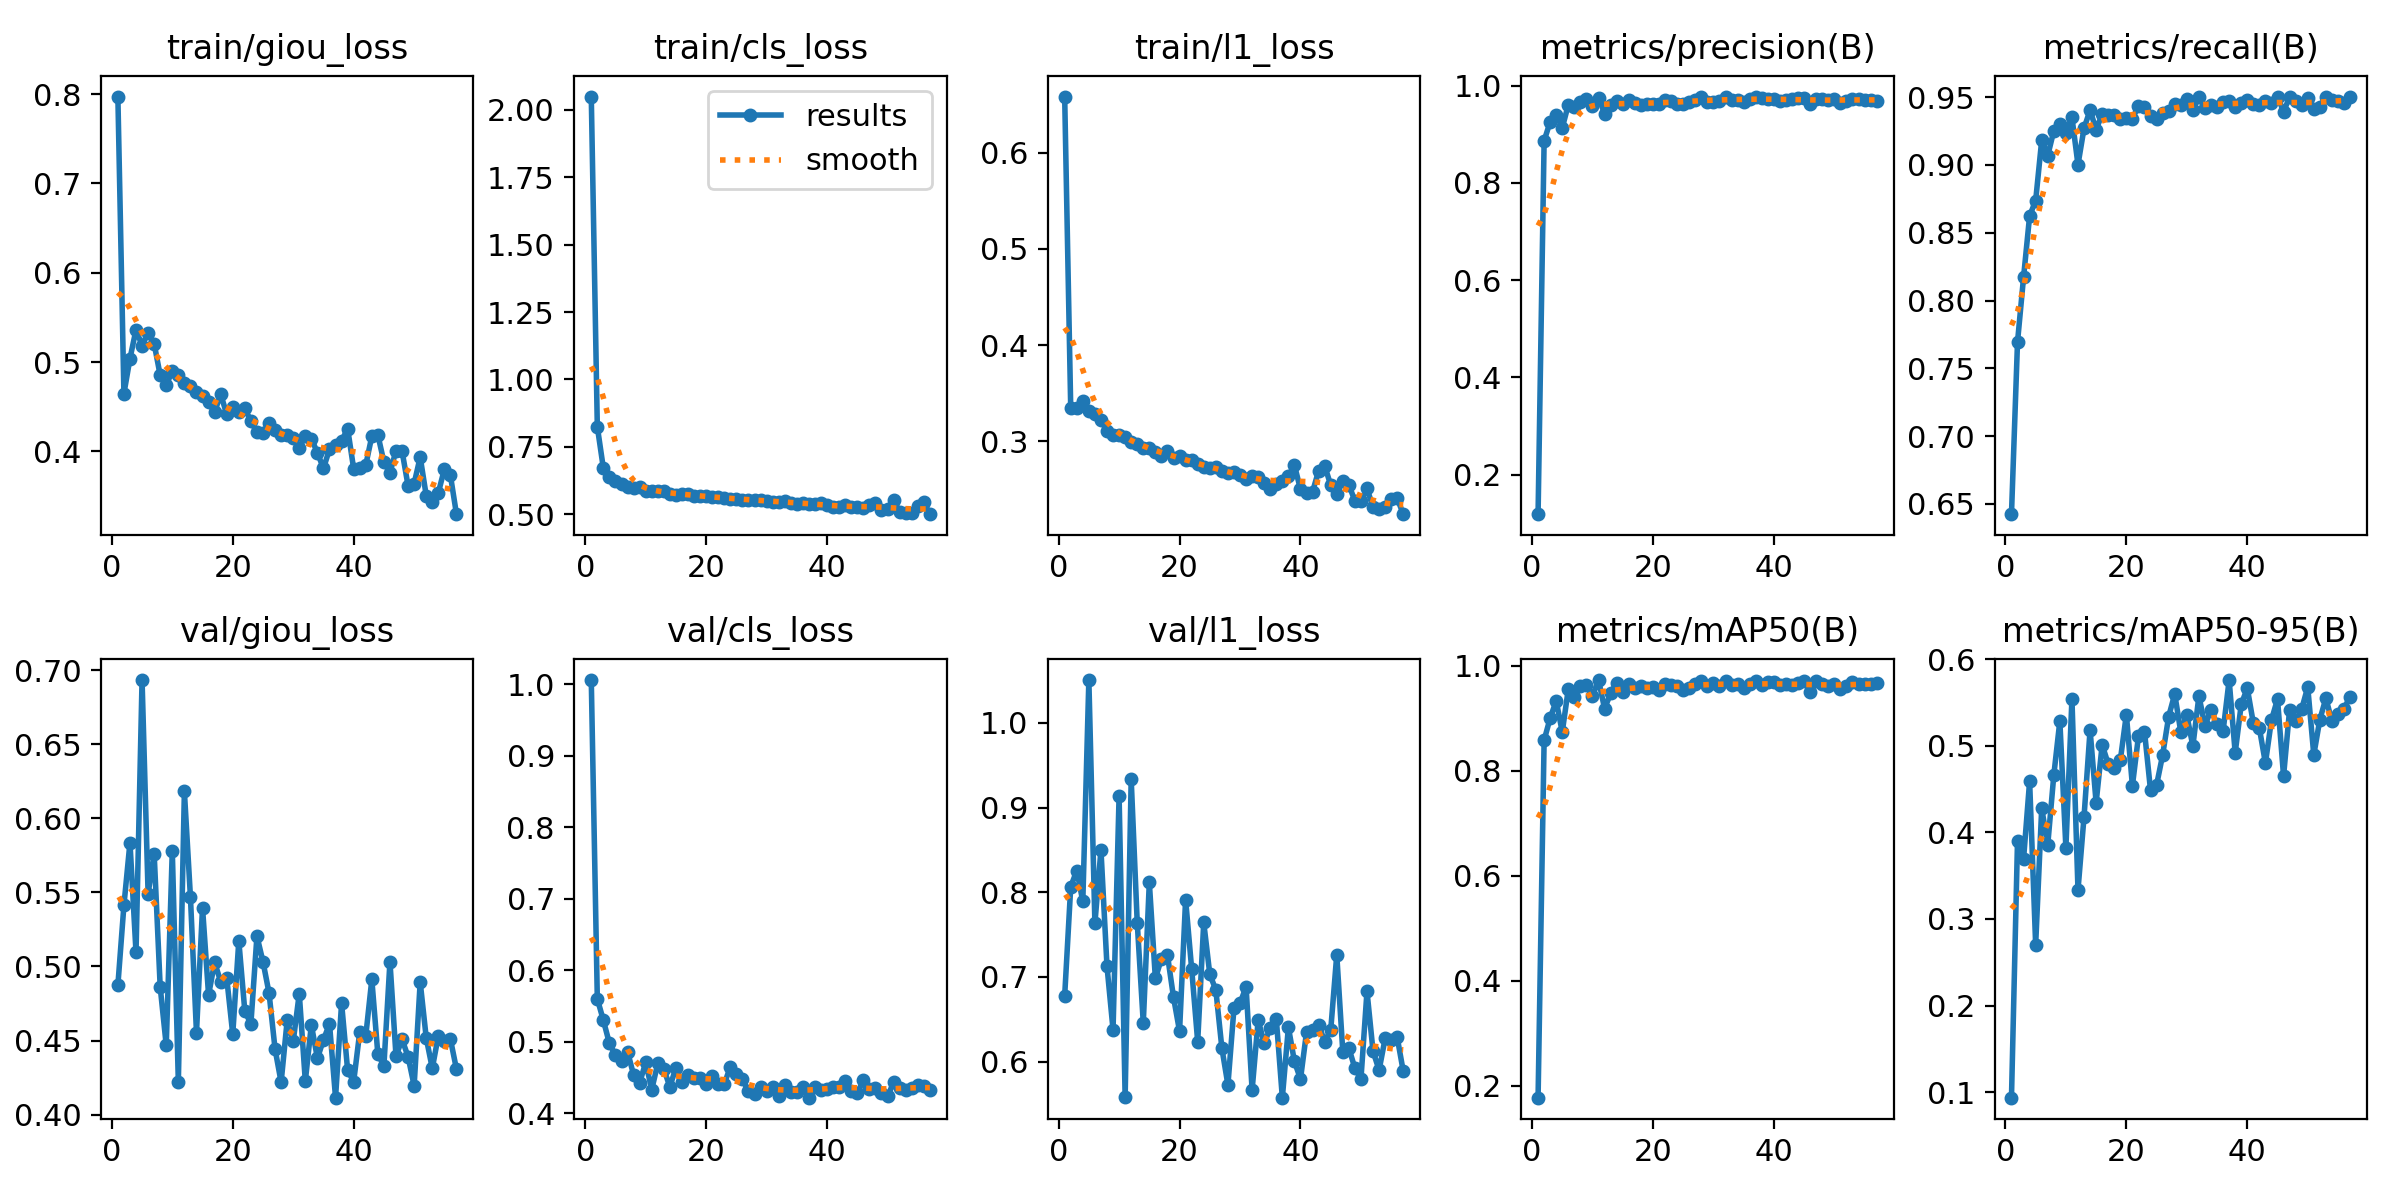 train/giou_loss
0.8
0.7
0.6
0.5
0.4
0 20 40
train/cls_loss
results
smooth
2.00
1.75
1.50
1.25
1.00
0.75
0.50
0 20 40
train/l1_loss
0.6
0.5
0.4
0.3
0 20 40
metrics/precision(B)
1.0
0.8
0.6
0.4
0.2
0 20 40
metrics/recall(B)
0.95
0.90
0.85
0.80
0.75
0.70
0.65
0 20 40
val/giou_loss
0.70
0.65
0.60
0.55
0.50
0.45
0.40
0 20 40
val/cls_loss
1.0
0.9
0.8
0.7
0.6
0.5
0.4
0 20 40
val/l1_loss
1.0
0.9
0.8
0.7
0.6
0 20 40
metrics/mAP50(B)
1.0
0.8
0.6
0.4
0.2
0 20 40
metrics/mAP50-95(B)
0.6
0.5
0.4
0.3
0.2
0.1
0 20 40